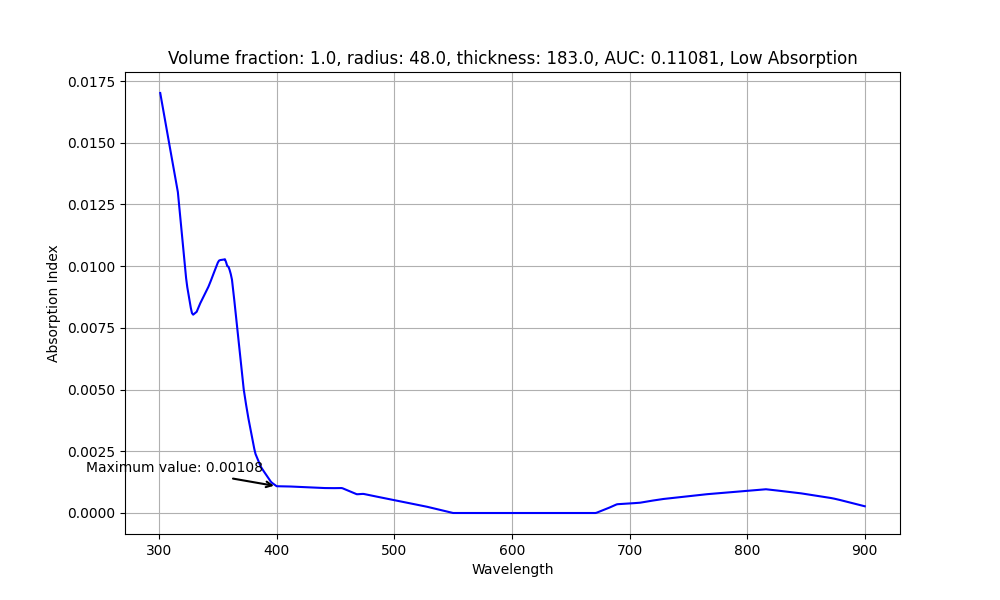 Volume fraction: 1.0, radius: 48.0, thickness: 183.0, AUC: 0.11081, Low Absorption
Absorption Index
0.0175
0.0150
0.0125
0.0100
0.0075
0.0050
0.0025
0.0000
Maximum value: 0.00108
300 400 500 600 700 800 900
Wavelength